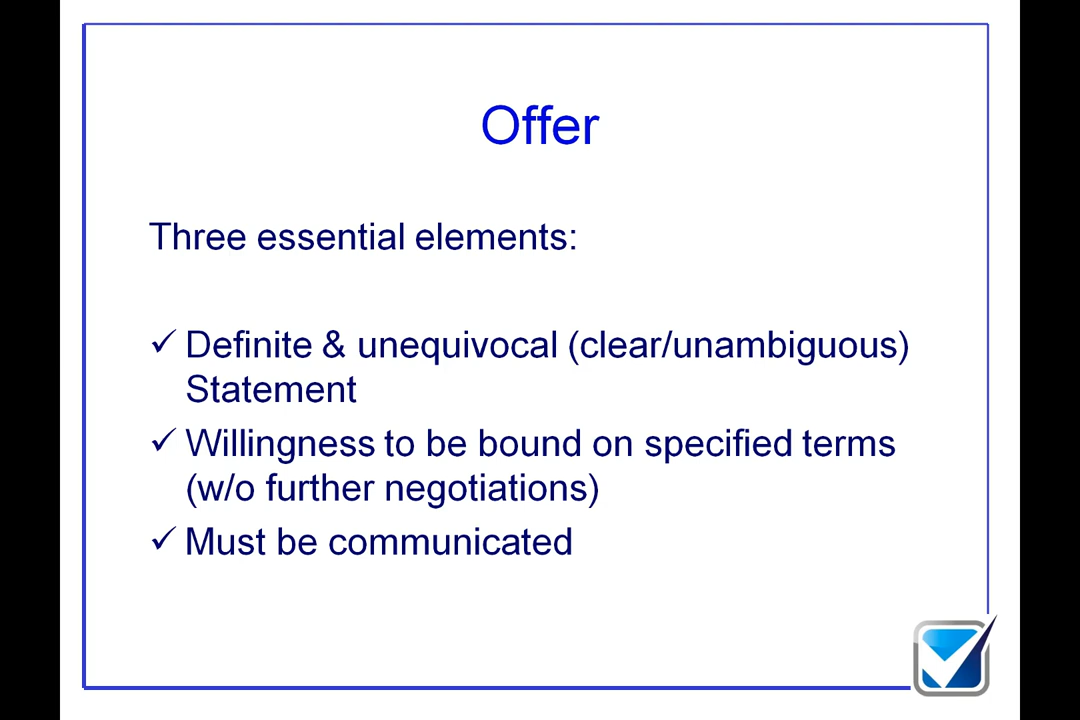 Offer
Three essential elements:
✓ Definite & unequivocal (clear/unambiguous)
Statement
✓ Willingness to be bound on specified terms
(w/o further negotiations)
✓ Must be communicated